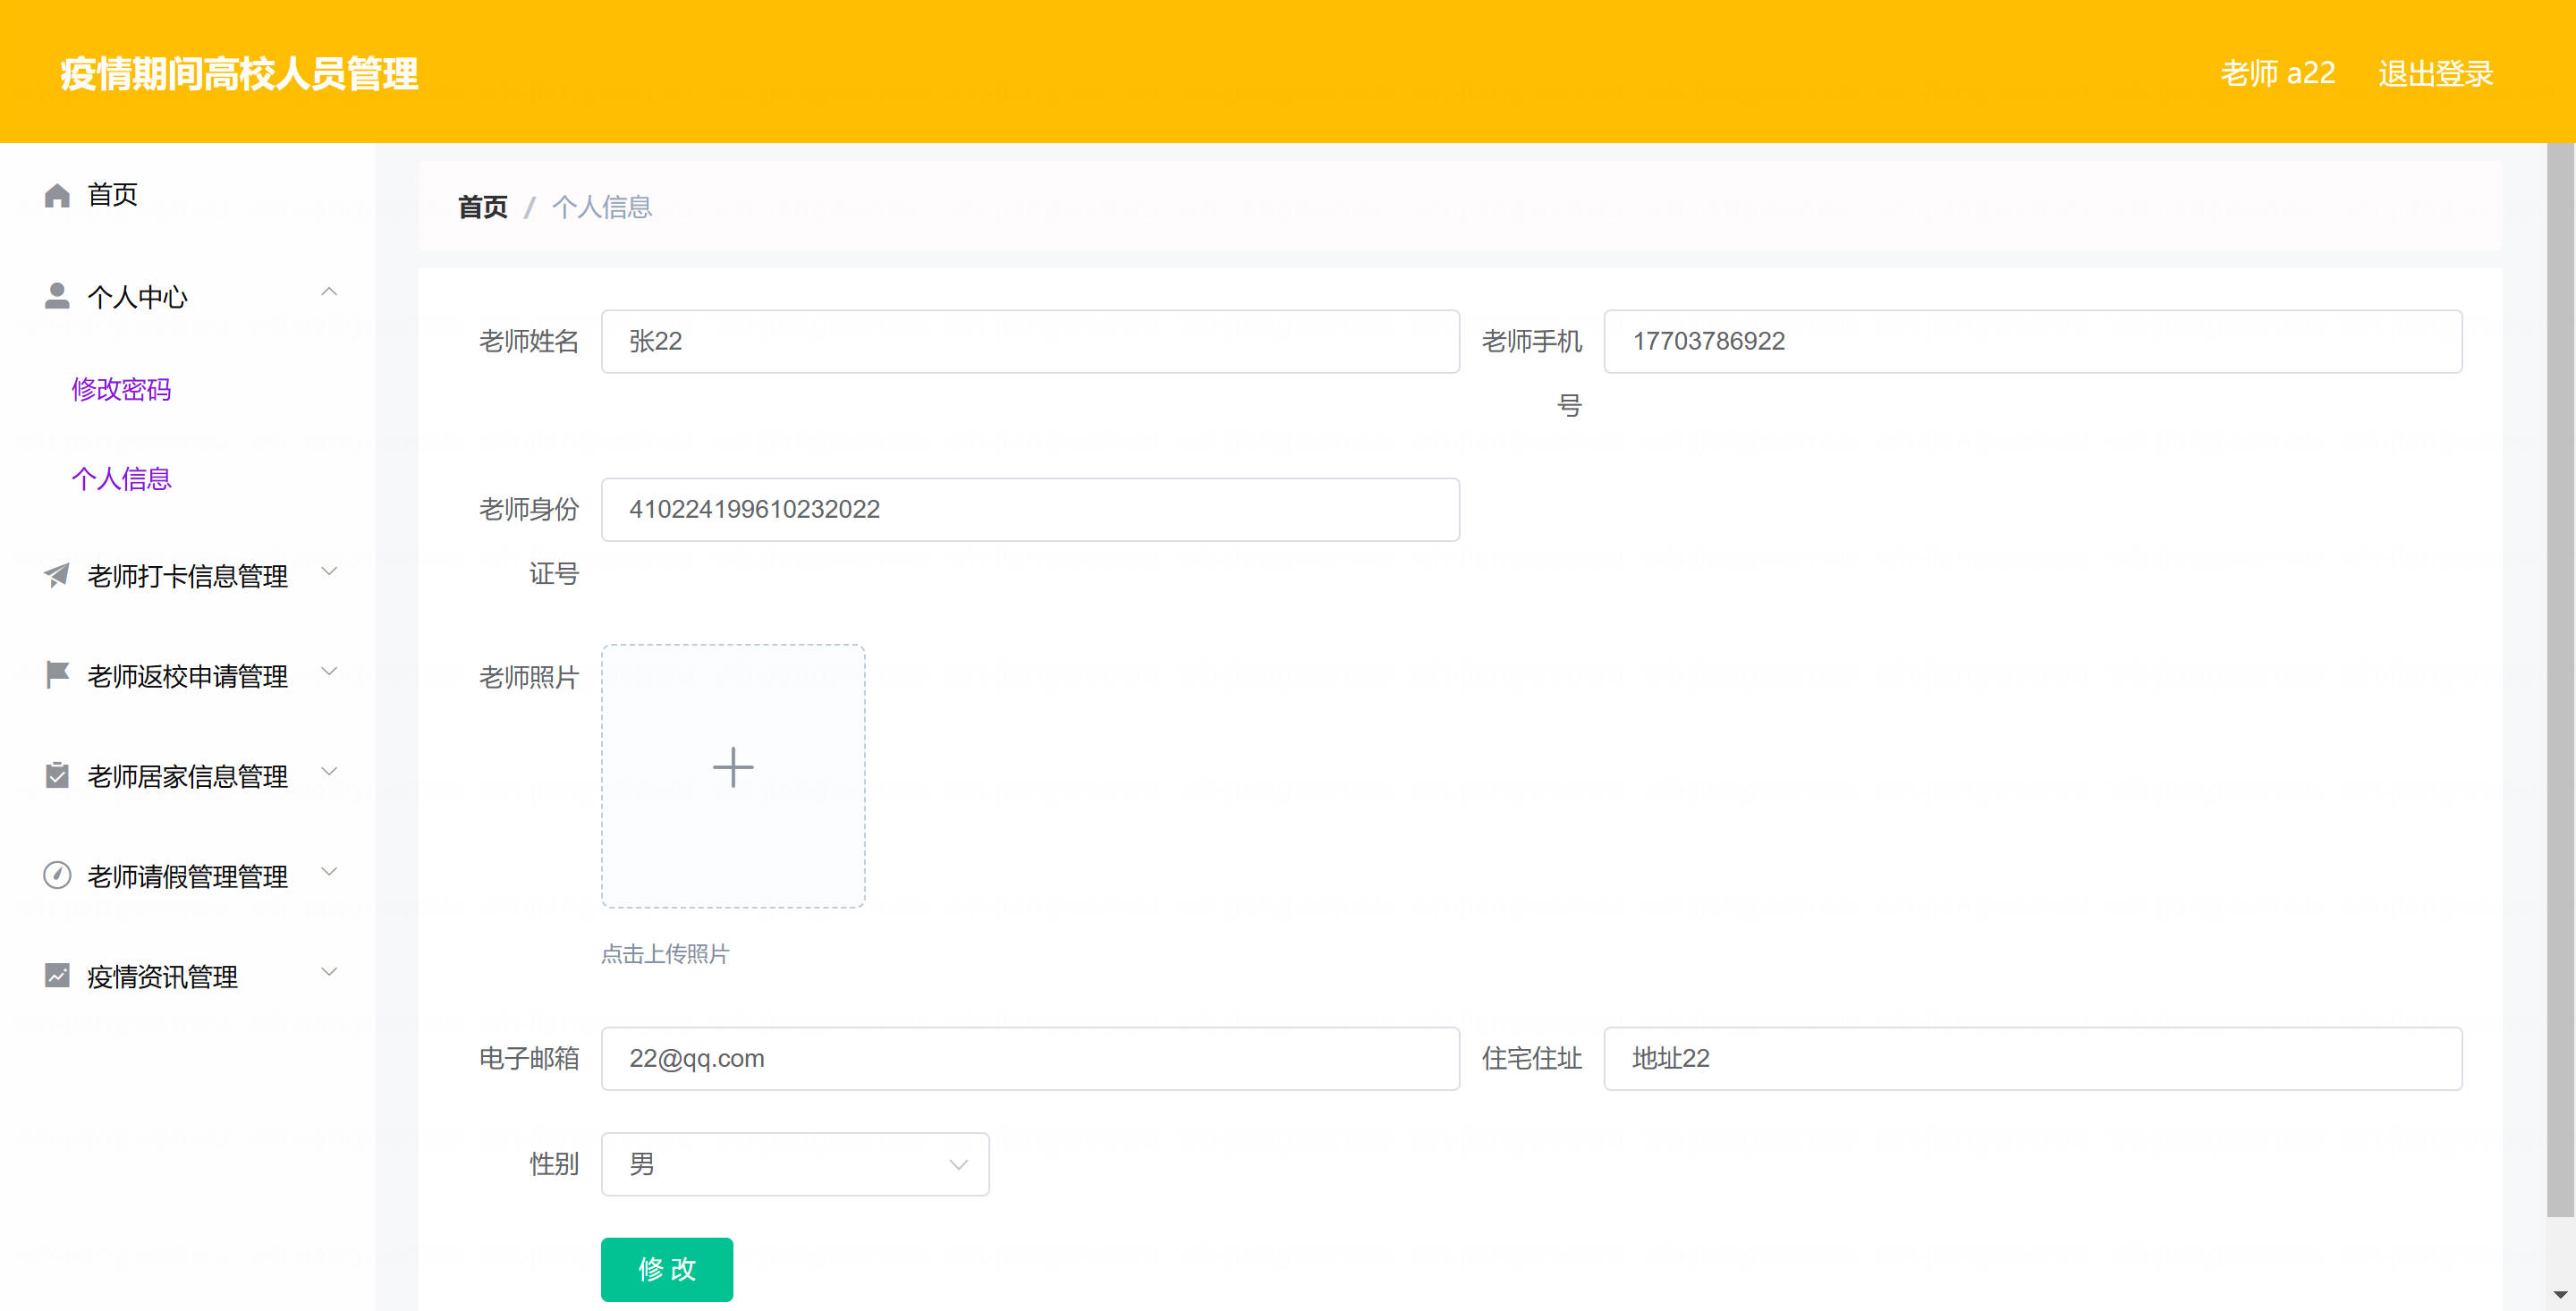 疫情期间高校人员管理
老师 a22 退出登录
首页
个人中心
修改密码
个人信息
老师打卡信息管理
老师返校申请管理
老师居家信息管理
老师请假管理管理
疫情资讯管理
首页 / 个人信息
老师姓名 张22
老师手机
号 17703786922
老师身份
证号 410224199610232022
老师照片
点击上传照片
电子邮箱 22@qq.com
住宅住址 地址22
性别 男
修 改